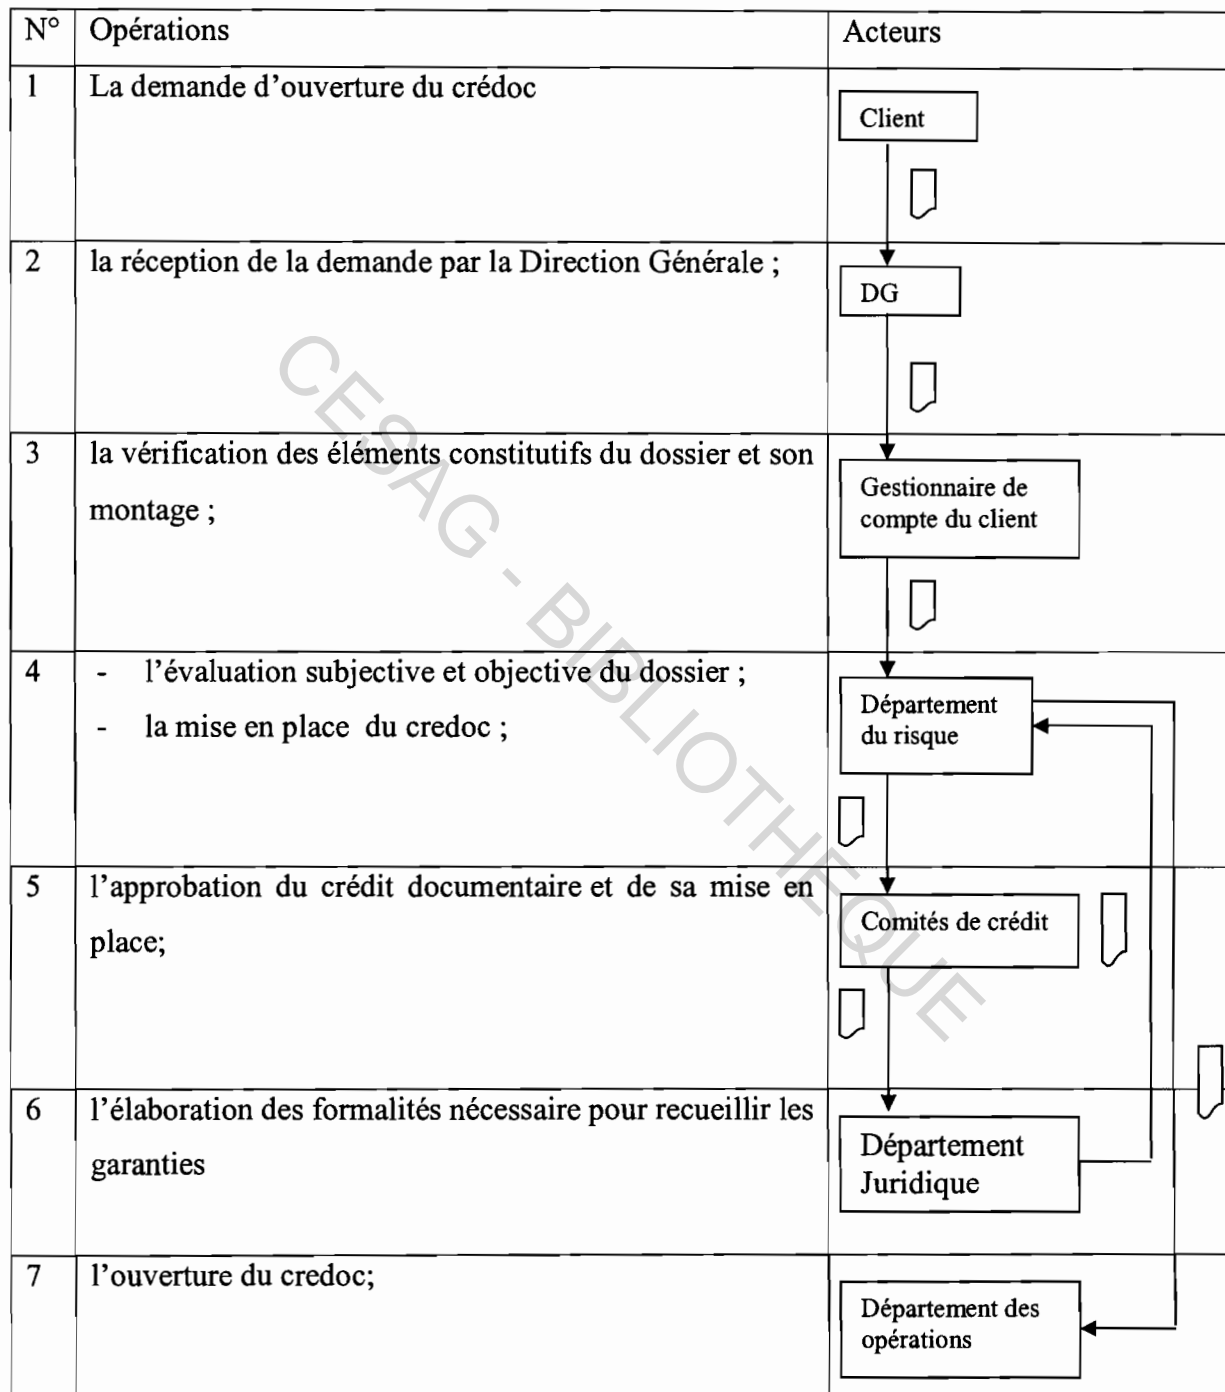 N° Opérations Acteurs
1 La demande d’ouverture du crédoc
Client
2 la réception de la demande par la Direction Générale ;
DG
3 la vérification des éléments constitutifs du dossier et son
montage ;
Gestionnaire de
compte du client
4 - l’évaluation subjective et objective du dossier ;
- la mise en place du credoc ;
Département
du risque
5 l’approbation du crédit documentaire et de sa mise en
place;
Comités de crédit
6 l’élaboration des formalités nécessaire pour recueillir les
garanties
Département
Juridique
7 l’ouverture du credoc;
Département des
opérations
CESAG - BIBLIOTHEQUE